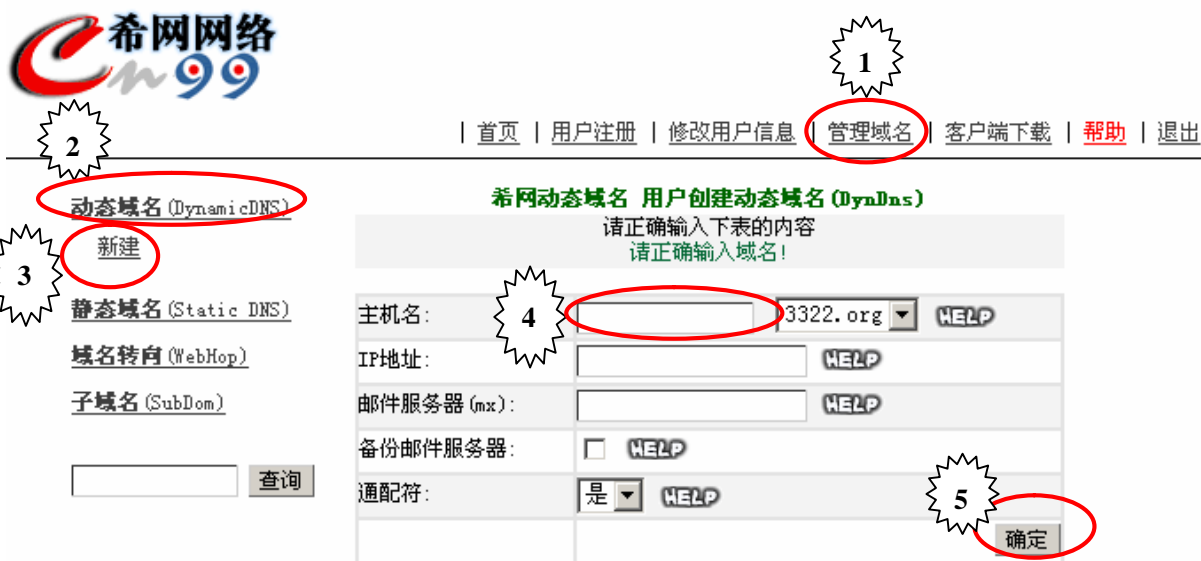 希网网络
cn99
1
| 首页 | 用户注册 | 修改用户信息 | 管理域名 | 客户端下载 | 帮助 | 退出
2
动态域名(DynamicDNS)
新建
3
静态域名(Static DNS)
域名转向(WebHop)
子域名(SubDom)
查询
希网动态域名 用户创建动态域名(DynDns)
请正确输入下表的内容
请正确输入域名!
主机名: 4 3322.org HELP
IP地址: HELP
邮件服务器(mx): HELP
备份邮件服务器: HELP
通配符: 是 HELP
5
确定